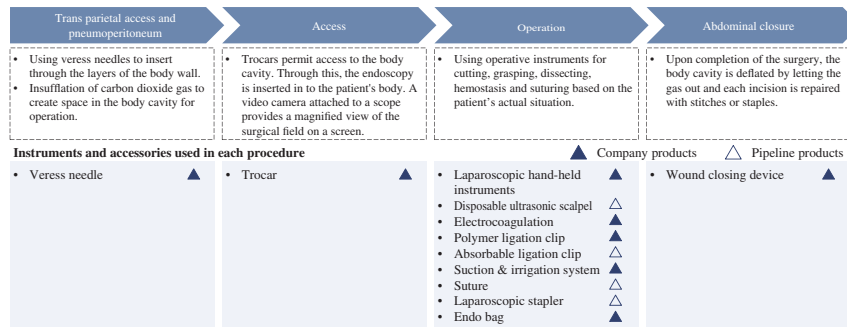 Trans parietal access and
pneumoperitoneum
Access
Operation
Abdominal closure
• Using veress needles to insert
through the layers of the body wall.
• Insufflation of carbon dioxide gas to
create space in the body cavity for
operation.
• Trocars permit access to the body
cavity. Through this, the endoscopy
is inserted in to the patient's body. A
video camera attached to a scope
provides a magnified view of the
surgical field on a screen.
• Using operative instruments for
cutting, grasping, dissecting,
hemostasis and suturing based on the
patient's actual situation.
• Upon completion of the surgery, the
body cavity is deflated by letting the
gas out and each incision is repaired
with stitches or staples.
Instruments and accessories used in each procedure
Company products
Pipeline products
• Veress needle
• Trocar
• Laparoscopic hand-held
instruments
• Disposable ultrasonic scalpel
• Electrocoagulation
• Polymer ligation clip
• Absorbable ligation clip
• Suction & irrigation system
• Suture
• Laparoscopic stapler
• Endo bag
• Wound closing device